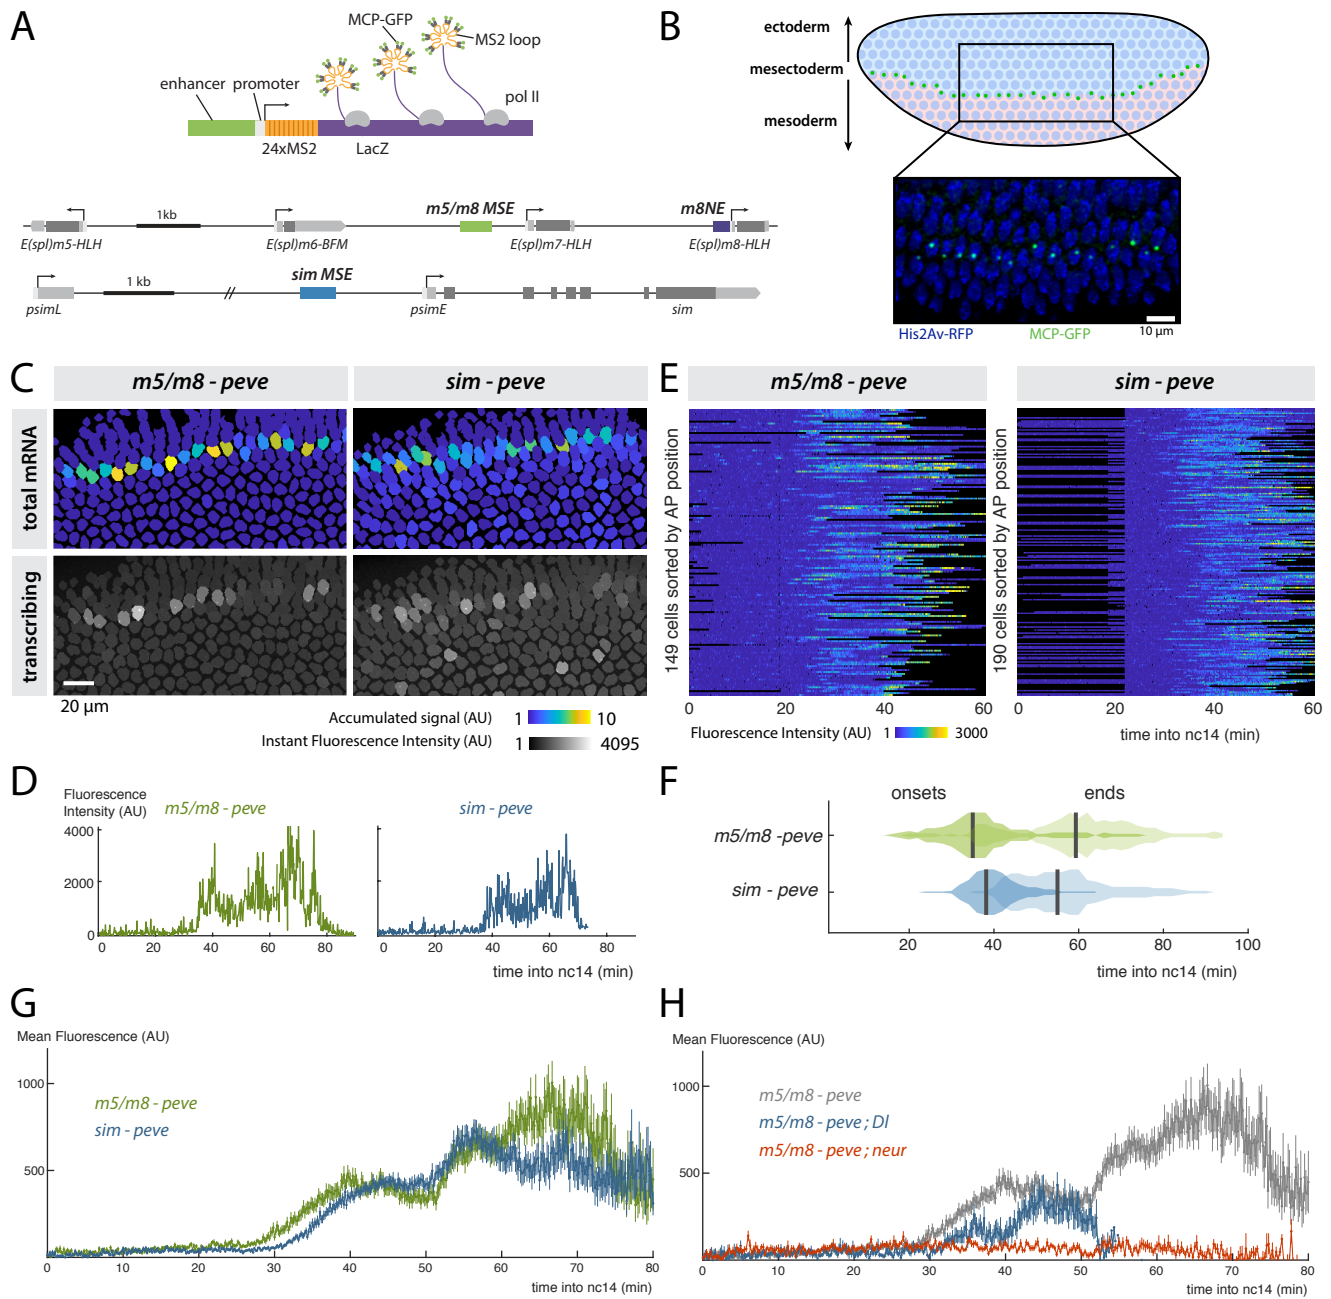 A
MCP-GFP
MS2 loop
enhancer promoter
pol II
24xMS2
LacZ
1kb
m5/m8 MSE
m8NE
E(spl)m5-HLH
E(spl)m6-BFM
E(spl)m7-HLH
E(spl)m8-HLH
1 kb
sim MSE
psimL
psimE
sim
B
ectoderm
mesectoderm
mesoderm
10 µm
His2Av-RFP
MCP-GFP
C
m5/m8 - peve
sim - peve
total mRNA
transcribing
20 µm
Accumulated signal (AU) 1 10
Instant Fluorescence Intensity (AU) 1 4095
E
m5/m8 - peve
sim - peve
149 cells sorted by AP position
190 cells sorted by AP position
0 20 40 60
0 20 40 60
Fluorescence Intensity (AU) 1 3000
time into nc14 (min)
D
Fluorescence
Intensity (AU)
m5/m8 - peve
sim - peve
4000
2000
0
0 20 40 60 80
0 20 40 60 80
time into nc14 (min)
F
onsets
ends
m5/m8 -peve
sim - peve
20 40 60 80 100
time into nc14 (min)
G
Mean Fluorescence (AU)
1000
500
m5/m8 - peve
sim - peve
0 10 20 30 40 50 60 70 80
time into nc14 (min)
H
Mean Fluorescence (AU)
1000
500
m5/m8 - peve
m5/m8 - peve ; Dl
m5/m8 - peve ; neur
0 10 20 30 40 50 60 70 80
time into nc14 (min)